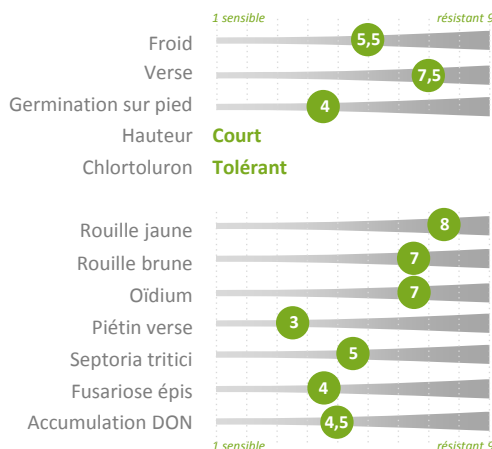 1 sensible résistant 9
Froid 5,5
Verse 7,5
Germination sur pied 4
Hauteur Court
Chlortoluron Tolérant
Rouille jaune 8
Rouille brune 7
Oïdium 7
Piétin verse 3
Septoria tritici 5
Fusariose épis 4
Accumulation DON 4,5
1 sensible résistant 9